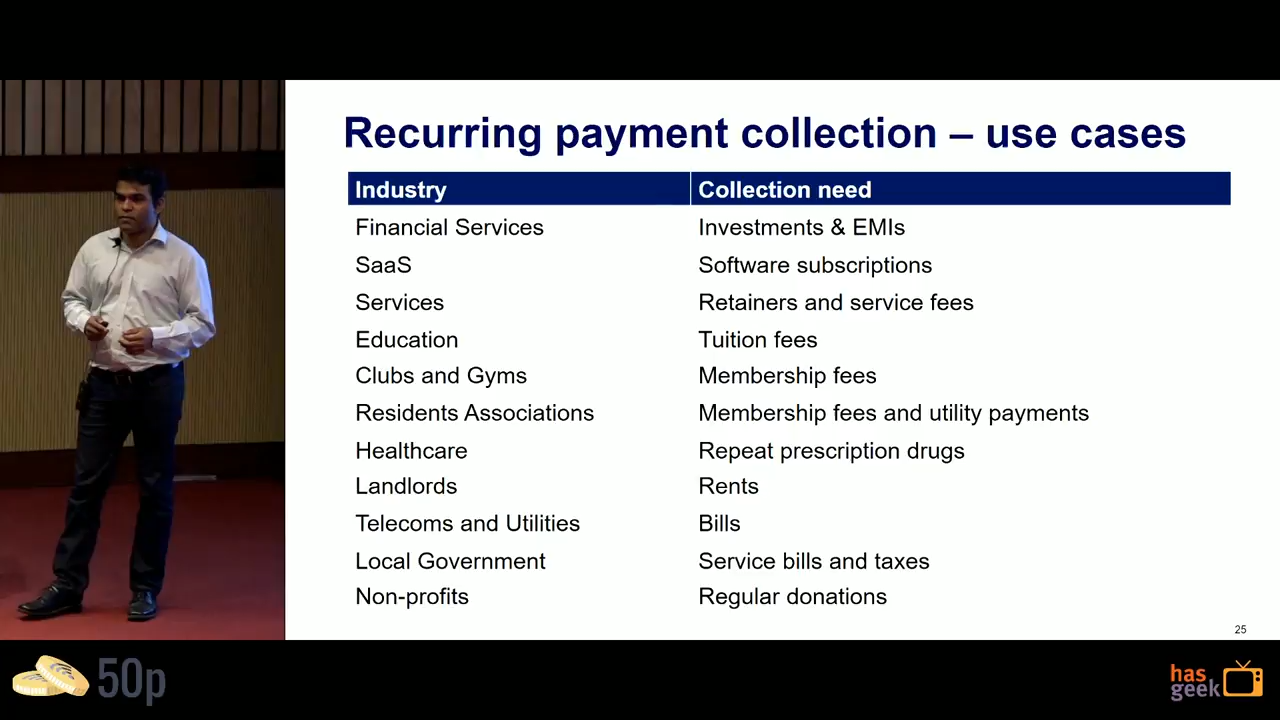 Recurring payment collection – use cases
Industry Collection need
Financial Services Investments & EMIs
SaaS Software subscriptions
Services Retainers and service fees
Education Tuition fees
Clubs and Gyms Membership fees
Residents Associations Membership fees and utility payments
Healthcare Repeat prescription drugs
Landlords Rents
Telecoms and Utilities Bills
Local Government Service bills and taxes
Non-profits Regular donations
25
50p
has
geek